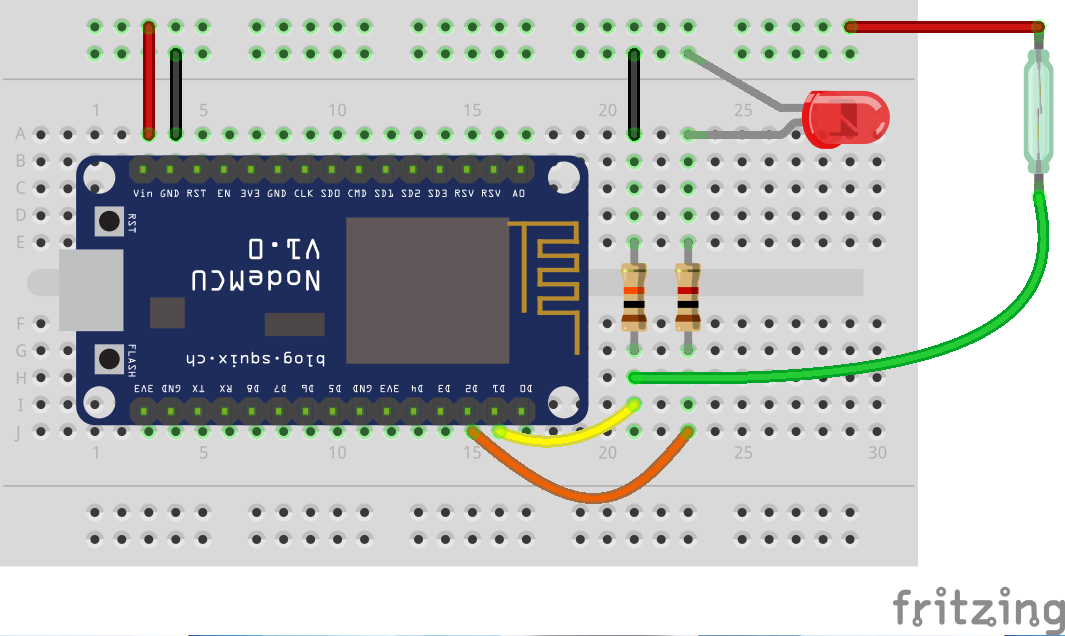 1 5 10 15 20 25
A
B
C
D
E
Vin GND RST EN 3V3 GND CLK SD0 CMD SD1 SD2 SD3 RSV RSV A0
RST
V1.0
NodeMCU
blog.squix.ch
FLASH
3V3 GND TX RX D8 D7 D6 D5 GND 3V3 D4 D3 D2 D1 D0
F
G
H
I
J
1 5 10 15 20 25 30
fritzing